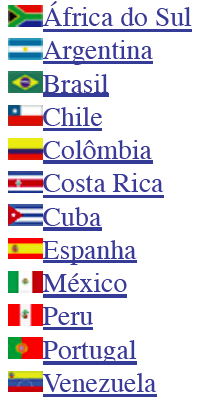 África do Sul
Argentina
Brasil
Chile
Colômbia
Costa Rica
Cuba
Espanha
México
Peru
Portugal
Venezuela